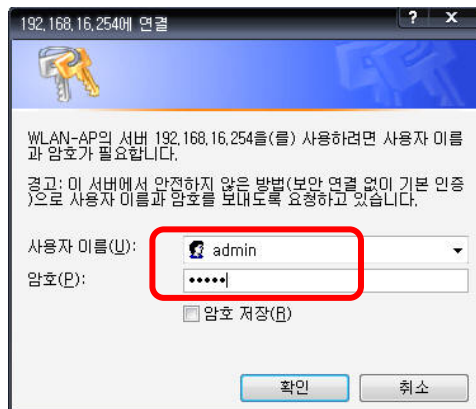 192,168,16,254에 연결
WLAN-AP의 서버 192,168,16,254을(를) 사용하려면 사용자 이름
과 암호가 필요합니다.
경고: 이 서버에서 안전하지 않은 방법(보안 연결 없이 기본 인증
)으로 사용자 이름과 암호를 보내도록 요청하고 있습니다.
사용자 이름(U): admin
암호(P): •••••
암호 저장(R)
확인 취소